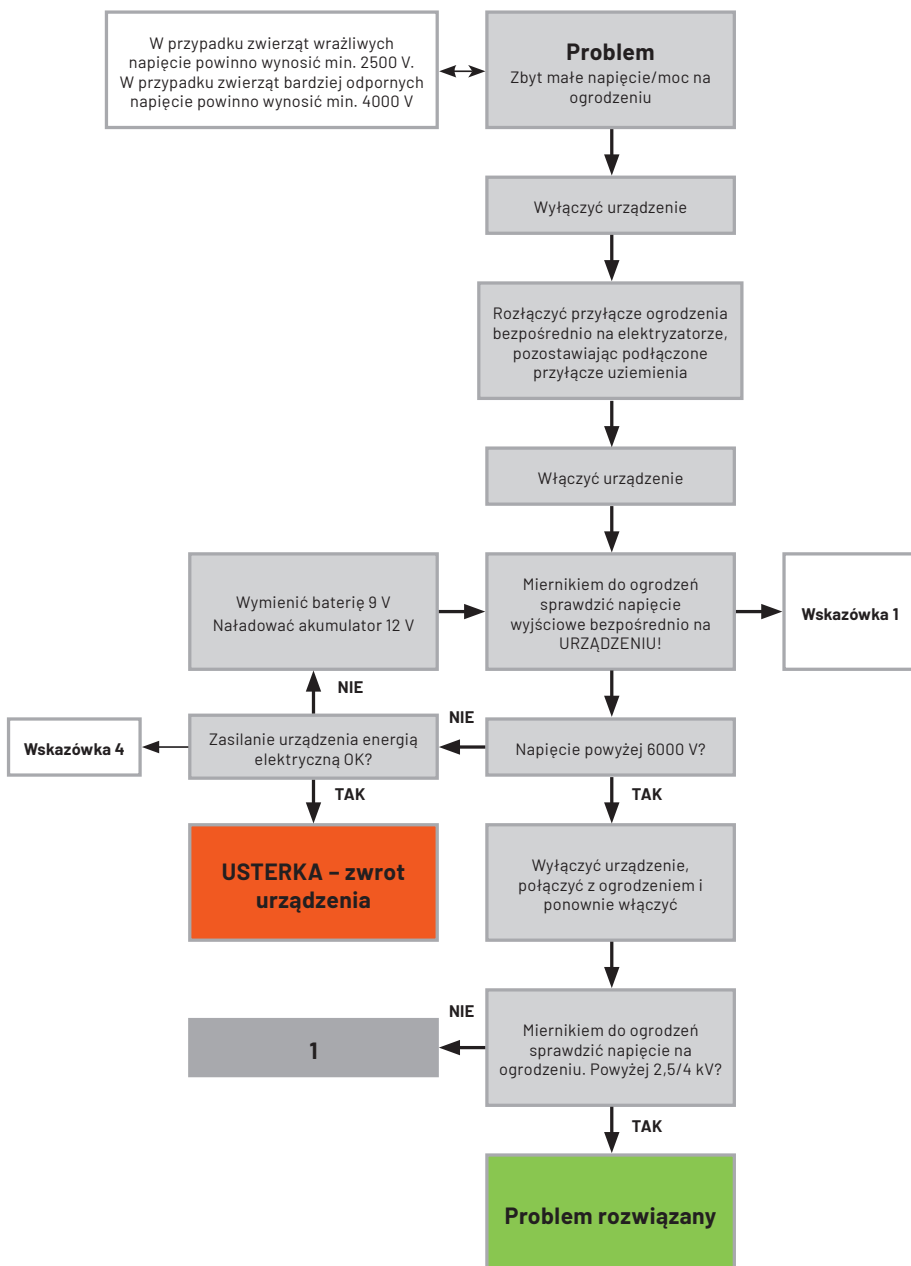 W przypadku zwierząt wrażliwych
napięcie powinno wynosić min. 2500 V.
W przypadku zwierząt bardziej odpornych
napięcie powinno wynosić min. 4000 V
Problem
Zbyt małe napięcie/moc na
ogrodzeniu
Wyłączyć urządzenie
Rozłączyć przyłącze ogrodzenia
bezpośrednio na elektryzatorze,
pozostawiając podłączone
przyłącze uziemienia
Włączyć urządzenie
Wymienić baterię 9 V
Naładować akumulator 12 V
Miernikiem do ogrodzeń
sprawdzić napięcie
wyjściowe bezpośrednio na
URZĄDZENIU!
Wskazówka 1
NIE
Wskazówka 4
Zasilanie urządzenia energią
elektryczną OK?
NIE
Napięcie powyżej 6000 V?
TAK
TAK
USTERKA – zwrot
urządzenia
Wyłączyć urządzenie,
połączyć z ogrodzeniem i
ponownie włączyć
NIE
1
Miernikiem do ogrodzeń
sprawdzić napięcie na
ogrodzeniu. Powyżej 2,5/4 kV?
TAK
Problem rozwiązany